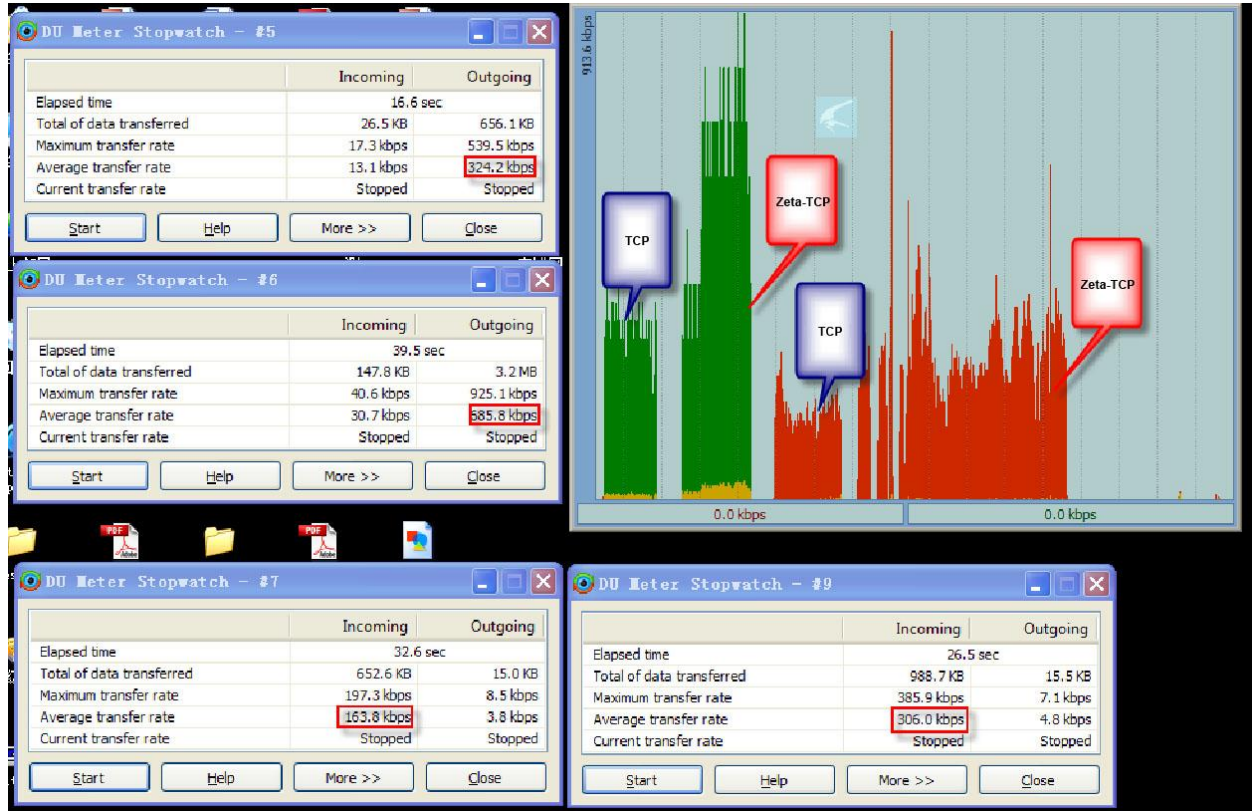 DU Meter Stopwatch - #5
Incoming Outgoing
Elapsed time 16.6 sec
Total of data transferred 26.5 KB 656.1 KB
Maximum transfer rate 17.3 kbps 539.5 kbps
Average transfer rate 13.1 kbps 324.2 kbps
Current transfer rate Stopped Stopped
Start Help More >> Close
DU Meter Stopwatch - #6
Incoming Outgoing
Elapsed time 39.5 sec
Total of data transferred 147.8 KB 3.2 MB
Maximum transfer rate 40.6 kbps 925.1 kbps
Average transfer rate 30.7 kbps 685.8 kbps
Current transfer rate Stopped Stopped
Start Help More >> Close
913.6 kbps
TCP
Zeta-TCP
TCP
Zeta-TCP
0.0 kbps 0.0 kbps
PDF
Adobe
PDF
Adobe
DU Meter Stopwatch - #7
Incoming Outgoing
Elapsed time 32.6 sec
Total of data transferred 652.6 KB 15.0 KB
Maximum transfer rate 197.3 kbps 8.5 kbps
Average transfer rate 163.8 kbps 3.8 kbps
Current transfer rate Stopped Stopped
Start Help More >> Close
DU Meter Stopwatch - #9
Incoming Outgoing
Elapsed time 26.5 sec
Total of data transferred 988.7 KB 15.5 KB
Maximum transfer rate 385.9 kbps 7.1 kbps
Average transfer rate 306.0 kbps 4.8 kbps
Current transfer rate Stopped Stopped
Start Help More >> Close